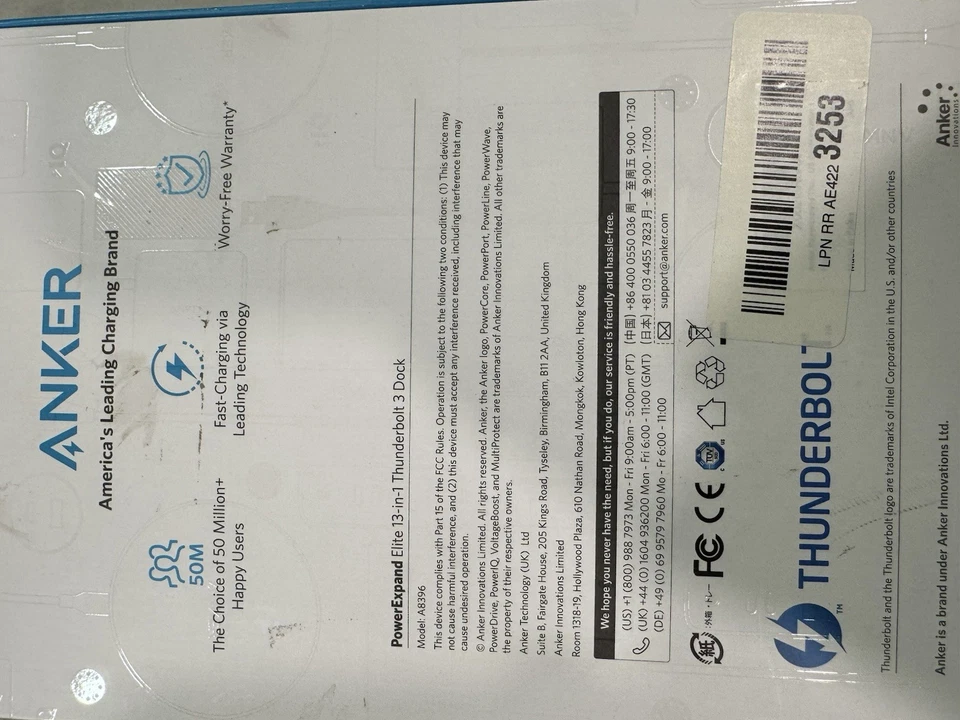 ANKER
America's Leading Charging Brand
50M
The Choice of 50 Million+
Happy Users
Fast-Charging via
Leading Technology
Worry-Free Warranty*
PowerExpand Elite 13-in-1 Thunderbolt 3 Dock
Model: A8396
This device complies with Part 15 of the FCC Rules. Operation is subject to the following two conditions: (1) This device may
not cause harmful interference, and (2) this device must accept any interference received, including interference that may
cause undesired operation.
© Anker Innovations Limited. All rights reserved. Anker, the Anker logo, PowerCore, PowerPort, PowerLine, PowerWave,
PowerDrive, PowerIQ, VoltageBoost, and MultiProtect are trademarks of Anker Innovations Limited. All other trademarks are
the property of their respective owners.
Anker Technology (UK) Ltd
Suite B, Fairgate House, 205 Kings Road, Tyseley, Birmingham, B11 2AA, United Kingdom
Anker Innovations Limited
Room 1318-19, Hollywood Plaza, 610 Nathan Road, Mongkok, Kowloton, Hong Kong
We hope you never have the need, but if you do, our service is friendly and hassle-free.
(US) +1 (800) 988 7973 Mon - Fri 9:00am - 5:00pm (PT)
(UK) +44 (0) 1604 936200 Mon - Fri 6:00 - 11:00 (GMT)
(DE) +49 (0) 69 9579 7960 Mo - Fr 6:00 - 11:00
(中国) +86 400 0550 036 周一至周五 9:00 - 17:30
(日本) +81 03 4455 7823 月 - 金 9:00 - 17:00
support@anker.com
紙 :外箱・トレー FC CE TÜV
THUNDERBOLT
™
LPN RR AE422 3253
Thunderbolt and the Thunderbolt logo are trademarks of Intel Corporation in the U.S. and/or other countries
Anker is a brand under Anker Innovations Ltd.
Anker
Innovations